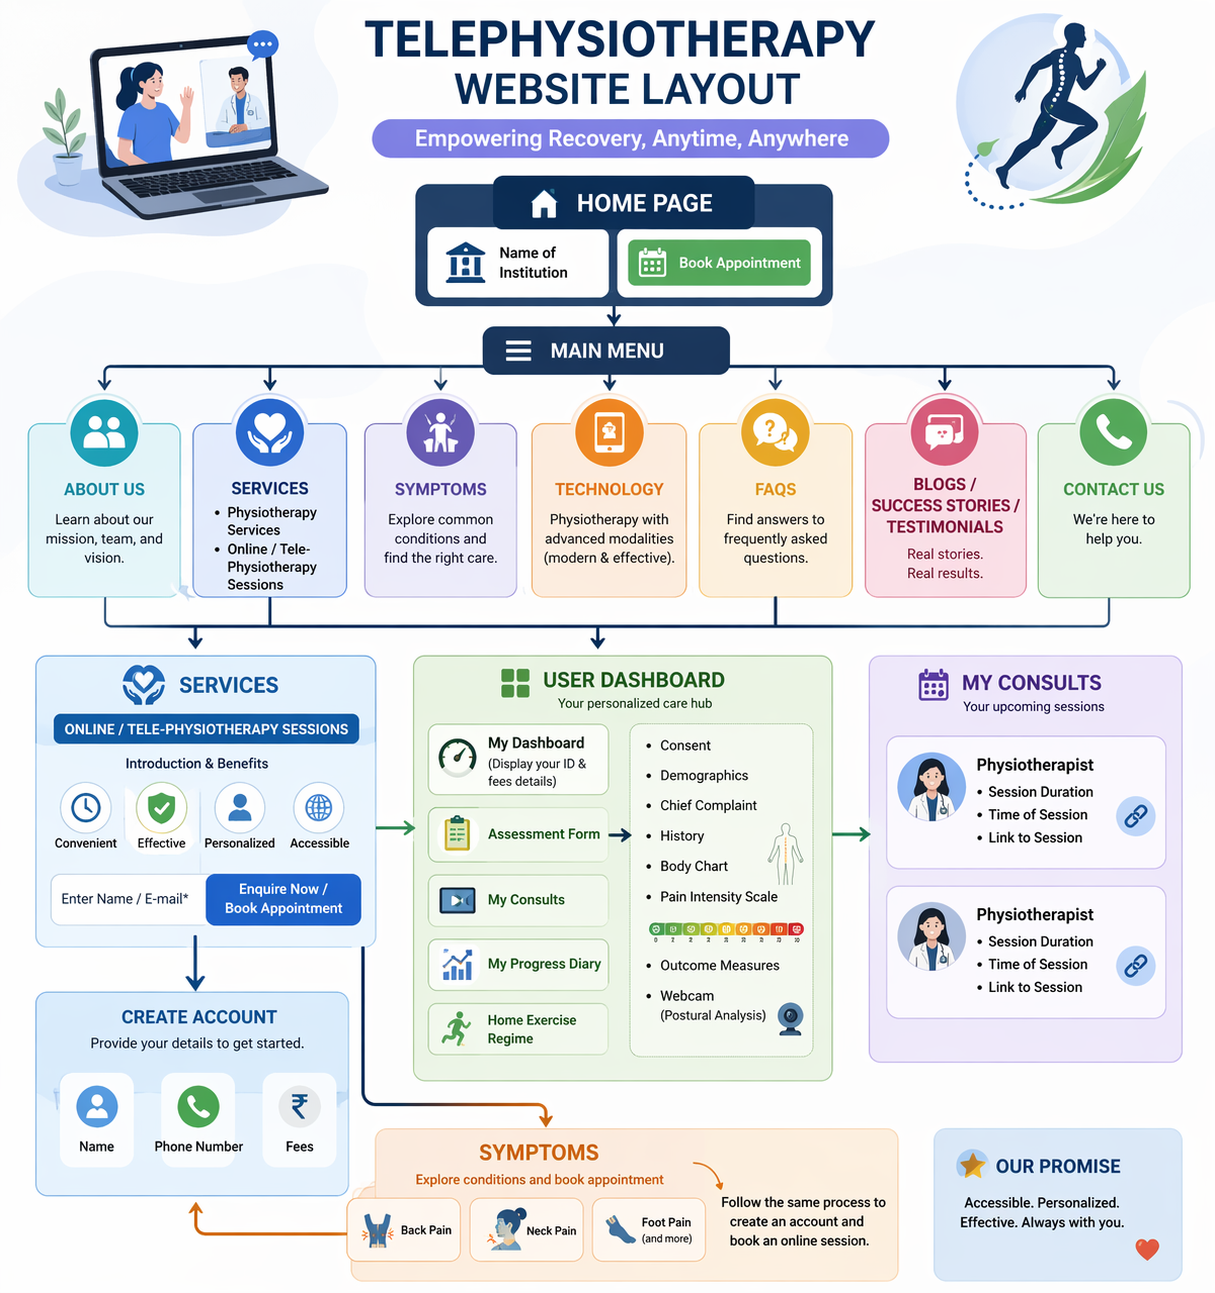 TELEPHYSIOTHERAPY
WEBSITE LAYOUT
Empowering Recovery, Anytime, Anywhere
HOME PAGE
Name of
Institution
Book Appointment
MAIN MENU
ABOUT US
Learn about our
mission, team, and
vision.
SERVICES
• Physiotherapy
Services
• Online / Tele-
Physiotherapy
Sessions
SYMPTOMS
Explore common
conditions and
find the right care.
TECHNOLOGY
Physiotherapy with
advanced modalities
(modern & effective).
FAQS
Find answers to
frequently asked
questions.
BLOGS /
SUCCESS STORIES /
TESTIMONIALS
Real stories.
Real results.
CONTACT US
We're here to
help you.
SERVICES
ONLINE / TELE-PHYSIOTHERAPY SESSIONS
Introduction & Benefits
Convenient
Effective
Personalized
Accessible
Enter Name / E-mail*
Enquire Now /
Book Appointment
CREATE ACCOUNT
Provide your details to get started.
Name
Phone Number
₹
Fees
USER DASHBOARD
Your personalized care hub
My Dashboard
(Display your ID &
fees details)
Assessment Form
My Consults
My Progress Diary
Home Exercise
Regime
• Consent
• Demographics
• Chief Complaint
• History
• Body Chart
• Pain Intensity Scale
• Outcome Measures
• Webcam
(Postural Analysis)
MY CONSULTS
Your upcoming sessions
Physiotherapist
• Session Duration
• Time of Session
• Link to Session
Physiotherapist
• Session Duration
• Time of Session
• Link to Session
SYMPTOMS
Explore conditions and book appointment
Back Pain
Neck Pain
Foot Pain
(and more)
Follow the same process to
create an account and
book an online session.
OUR PROMISE
Accessible. Personalized.
Effective. Always with you.